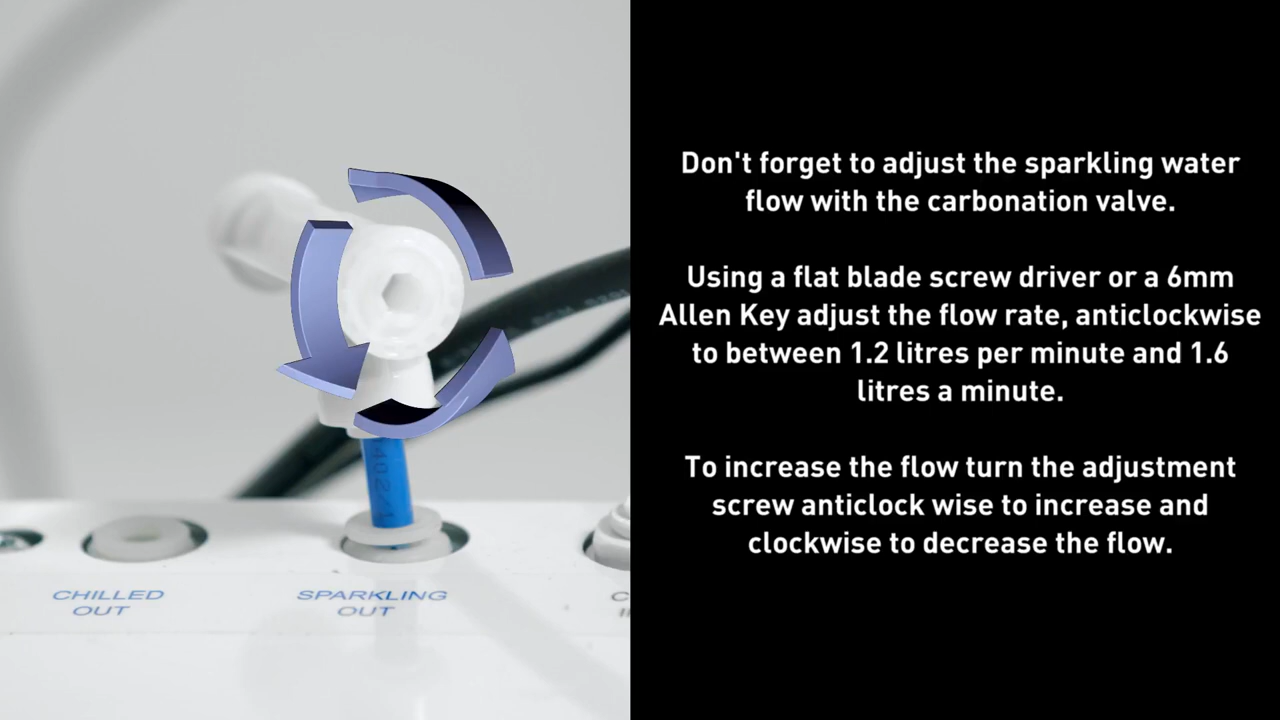 Don't forget to adjust the sparkling water
flow with the carbonation valve.
Using a flat blade screw driver or a 6mm
Allen Key adjust the flow rate, anticlockwise
to between 1.2 litres per minute and 1.6
litres a minute.
To increase the flow turn the adjustment
screw anticlock wise to increase and
clockwise to decrease the flow.
CHILLED
OUT
SPARKLING
OUT